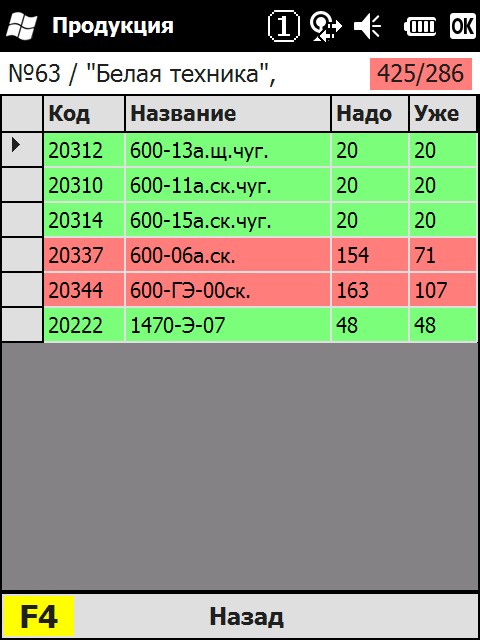 Продукция 1 OK
№63 / "Белая техника", 425/286
Код Название Надо Уже
20312 600-13а.щ.чуг. 20 20
20310 600-11а.ск.чуг. 20 20
20314 600-15а.ск.чуг. 20 20
20337 600-06а.ск. 154 71
20344 600-ГЭ-00ск. 163 107
20222 1470-Э-07 48 48
F4 Назад